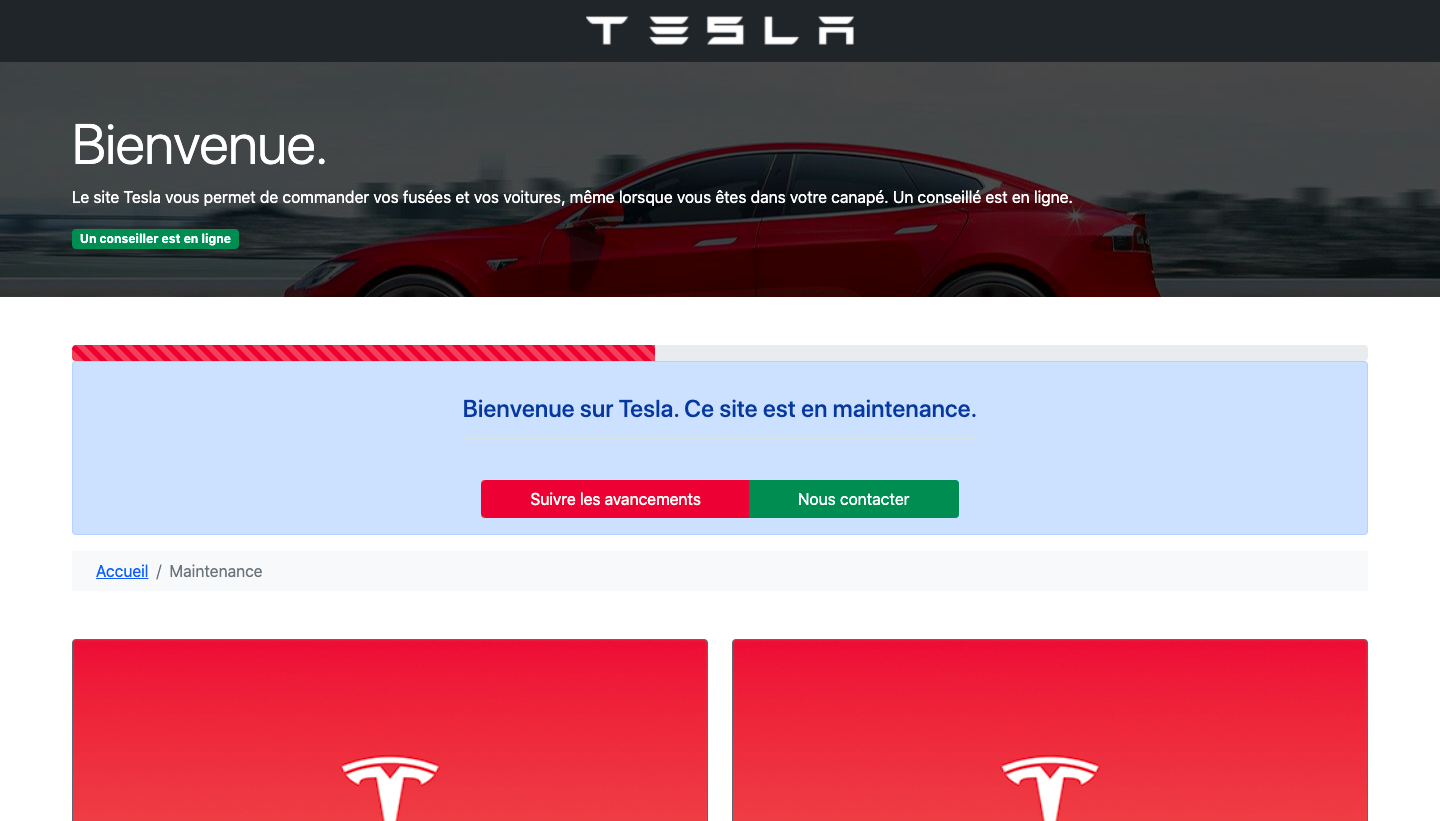 TESLA
Bienvenue.
Le site Tesla vous permet de commander vos fusées et vos voitures, même lorsque vous êtes dans votre canapé. Un conseillé est en ligne.
Un conseiller est en ligne
Bienvenue sur Tesla. Ce site est en maintenance.
Suivre les avancements Nous contacter
Accueil / Maintenance